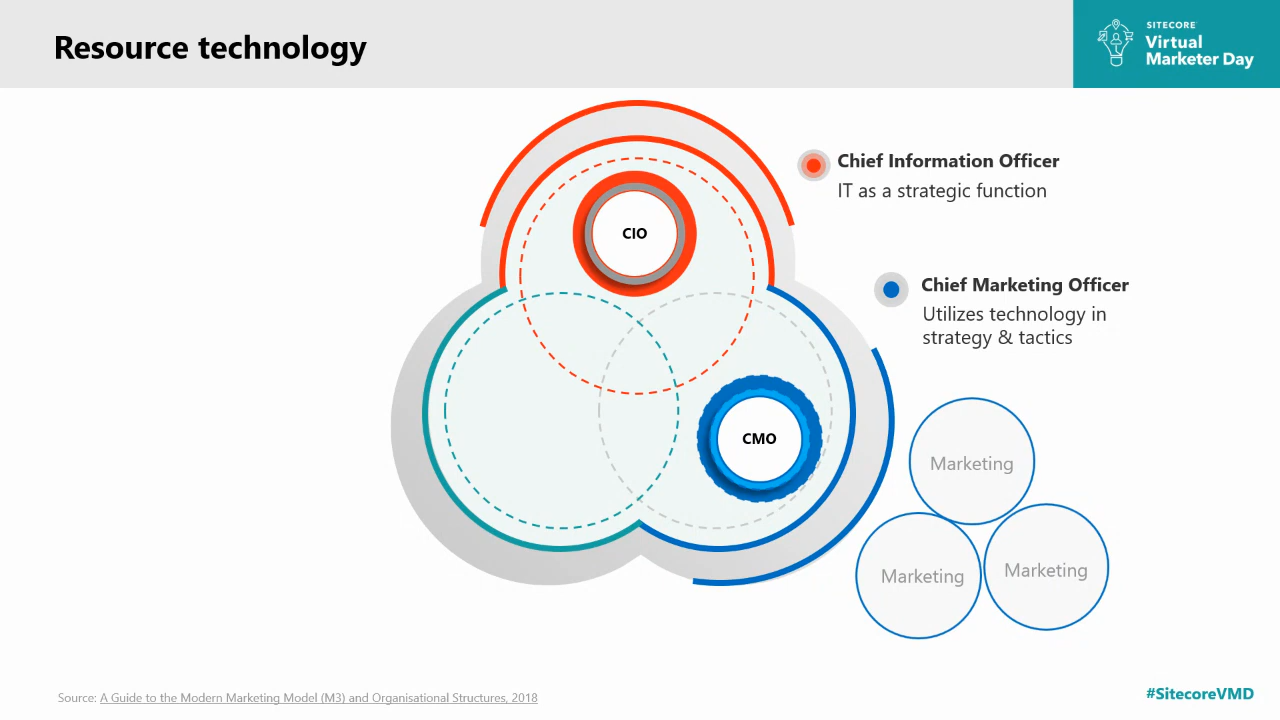 Resource technology
SITECORE
Virtual
Marketer Day
Chief Information Officer
IT as a strategic function
CIO
Chief Marketing Officer
Utilizes technology in
strategy & tactics
CMO
Marketing
Marketing
Marketing
Source: A Guide to the Modern Marketing Model (M3) and Organisational Structures, 2018
#SitecoreVMD